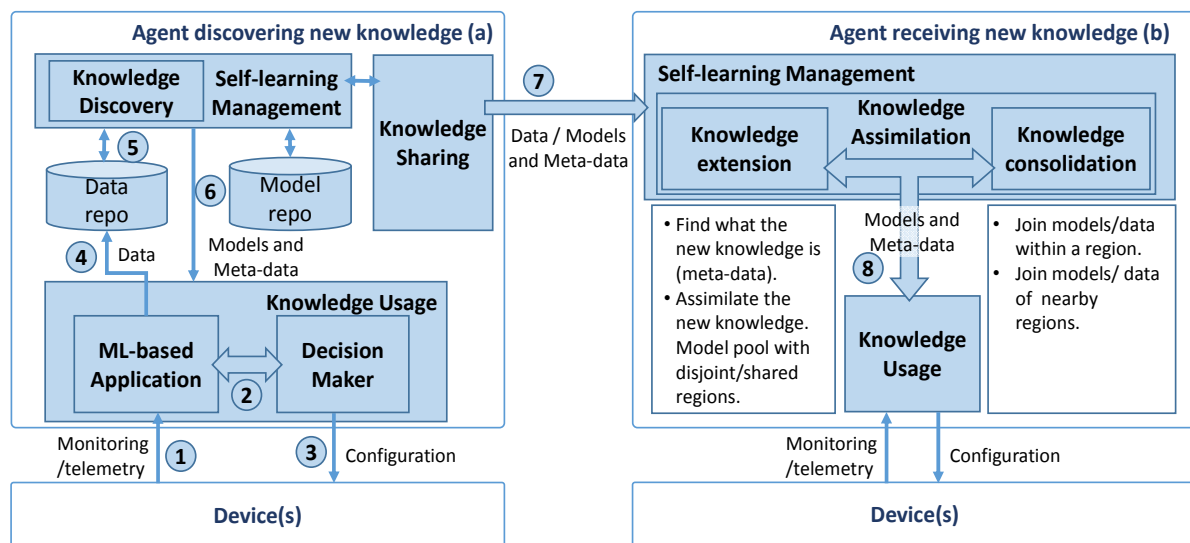 Agent discovering new knowledge (a)
Knowledge
Discovery
Self-learning
Management
Knowledge
Sharing
5
Data
repo
6
Model
repo
4
Data
Models and
Meta-data
Knowledge Usage
ML-based
Application
2
Decision
Maker
Monitoring
/telemetry
1
3
Configuration
Device(s)
7
Data / Models
and Meta-data
Agent receiving new knowledge (b)
Self-learning Management
Knowledge
Assimilation
Knowledge
extension
Knowledge
consolidation
• Find what the
new knowledge is
(meta-data).
• Assimilate the
new knowledge.
Model pool with
disjoint/shared
regions.
Models and
Meta-data
8
• Join models/data
within a region.
• Join models/ data
of nearby
regions.
Knowledge
Usage
Monitoring
/telemetry
Configuration
Device(s)